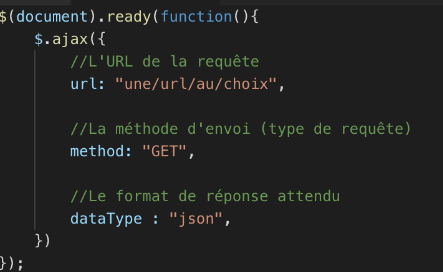 $(document).ready(function(){
$.ajax({
//L'URL de la requête
url: "une/url/au/choix",
//La méthode d'envoi (type de requête)
method: "GET",
//Le format de réponse attendu
dataType : "json",
})
});